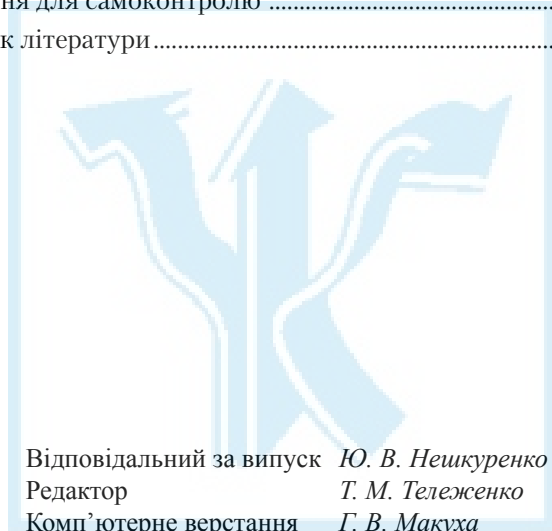 ня для самоконтролю ............................................
к літератури ............................................................
Відповідальний за випуск Ю. В. Нешкуренко
Редактор Т. М. Тележенко
Комп’ютерне верстання Г. В. Макуха